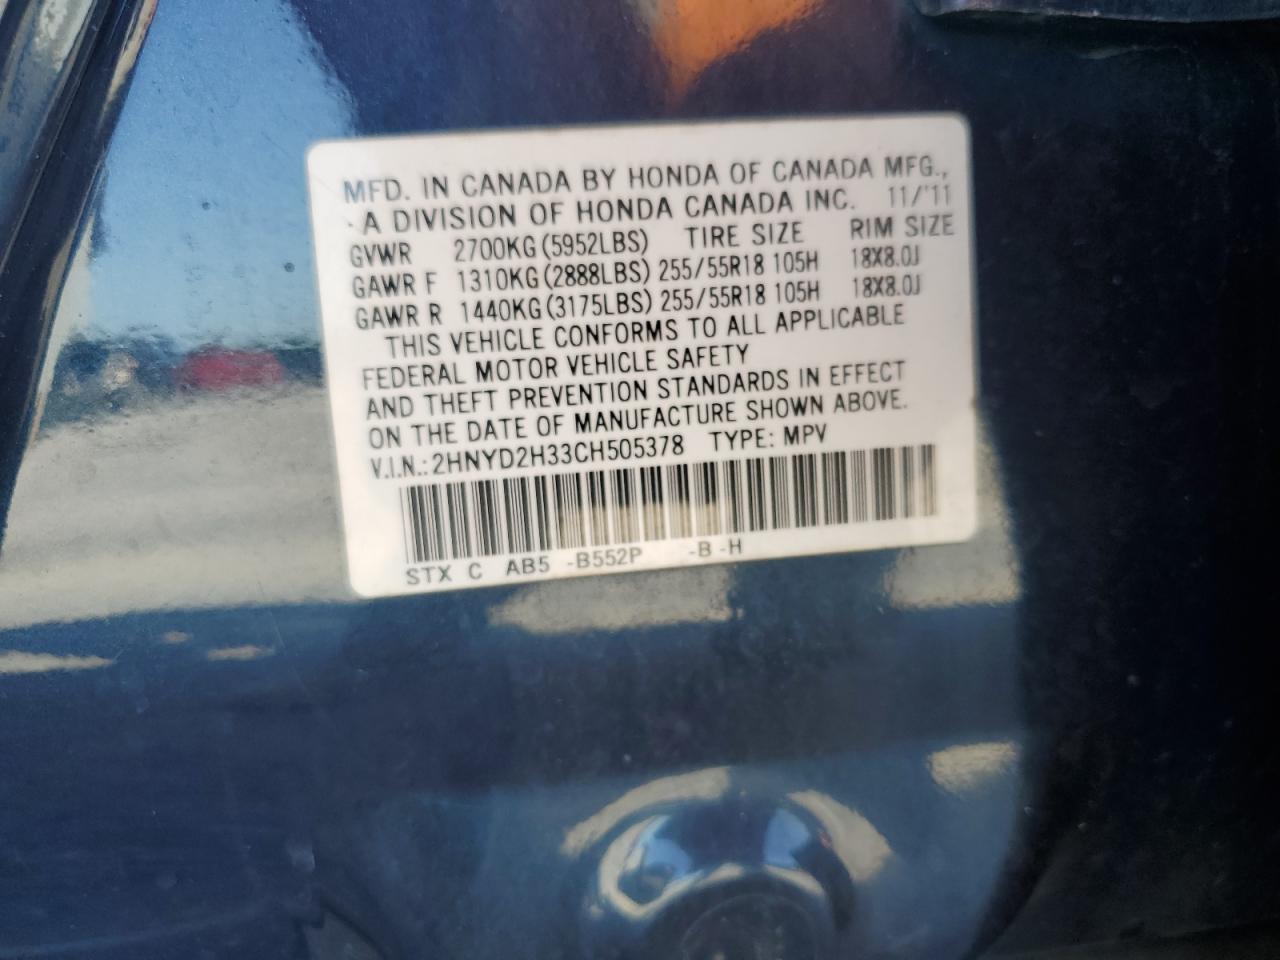 MFD. IN CANADA BY HONDA OF CANADA MFG.,
A DIVISION OF HONDA CANADA INC. 11/'11
GVWR 2700KG (5952LBS) TIRE SIZE RIM SIZE
GAWR F 1310KG (2888LBS) 255/55R18 105H 18X8.0J
GAWR R 1440KG (3175LBS) 255/55R18 105H 18X8.0J
THIS VEHICLE CONFORMS TO ALL APPLICABLE
FEDERAL MOTOR VEHICLE SAFETY
AND THEFT PREVENTION STANDARDS IN EFFECT
ON THE DATE OF MANUFACTURE SHOWN ABOVE.
V.I.N.: 2HNYD2H33CH505378 TYPE: MPV
STX C AB5 -B552P -B -H